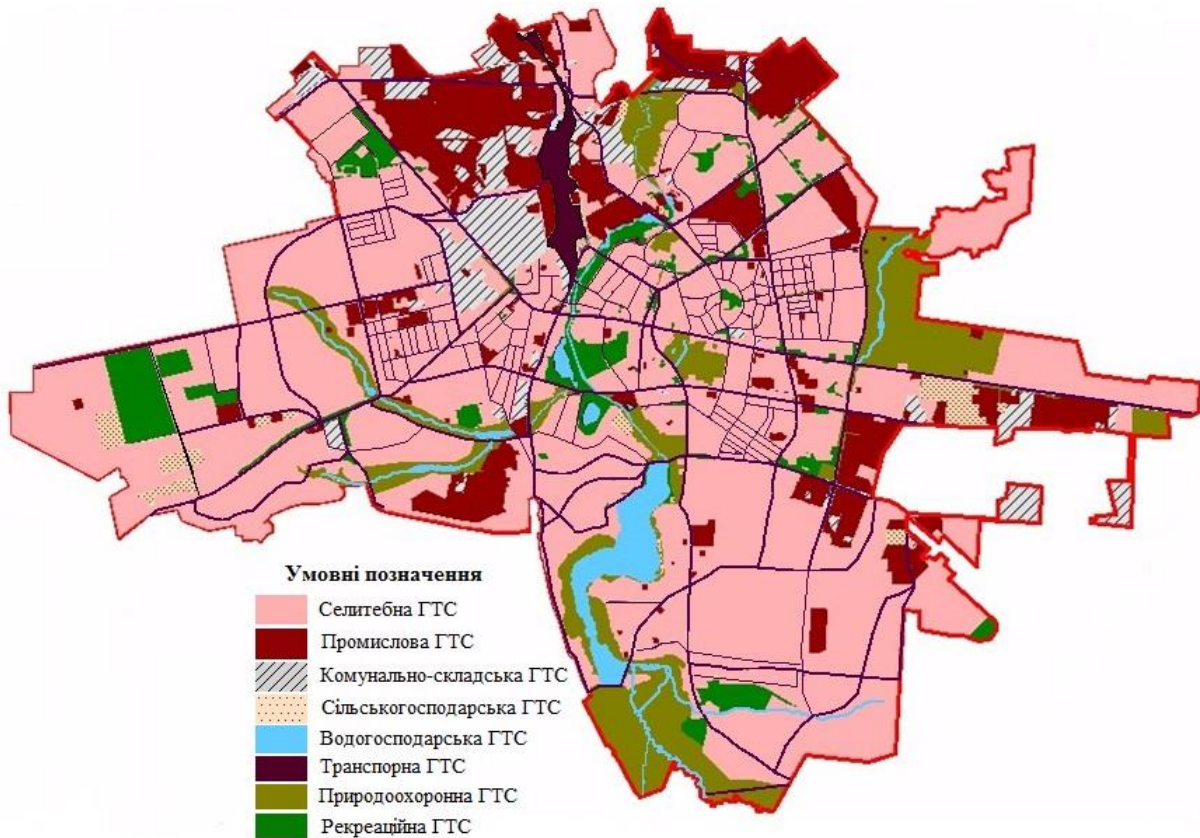 Умовні позначення
Селитебна ГТС
Промислова ГТС
Комунально-складська ГТС
Сільськогосподарська ГТС
Водогосподарська ГТС
Транспорна ГТС
Природоохоронна ГТС
Рекреаційна ГТС